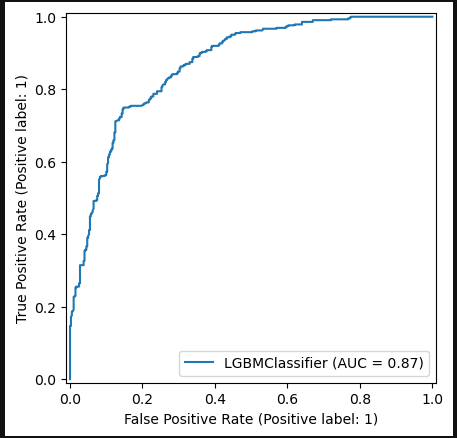 1.0
0.8
0.6
0.4
0.2
0.0
True Positive Rate (Positive label: 1)
LGBMClassifier (AUC = 0.87)
0.0 0.2 0.4 0.6 0.8 1.0
False Positive Rate (Positive label: 1)